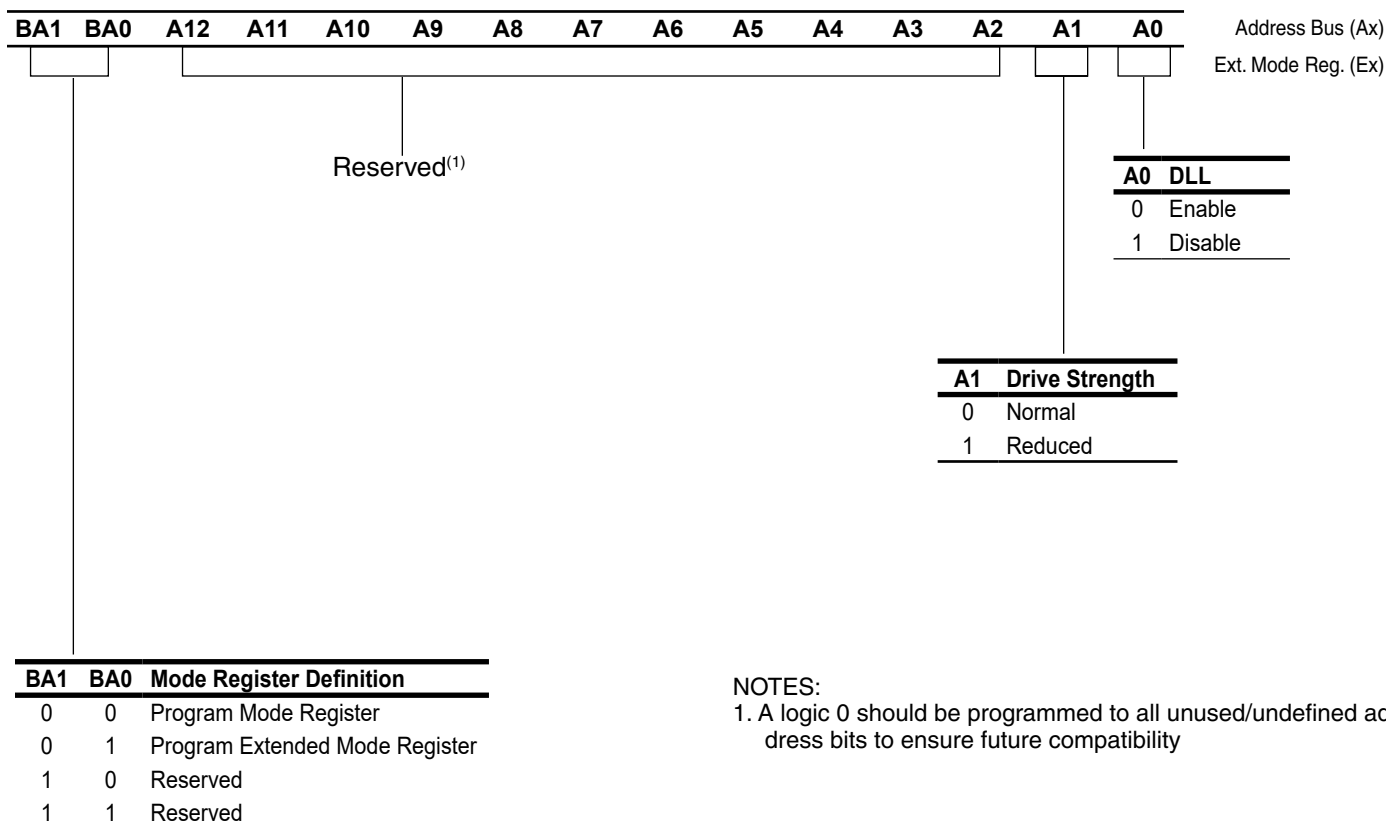 BA1 BA0 A12 A11 A10 A9 A8 A7 A6 A5 A4 A3 A2 A1 A0 Address Bus (Ax)
Ext. Mode Reg. (Ex)
Reserved(1)
A0 DLL
0 Enable
1 Disable
A1 Drive Strength
0 Normal
1 Reduced
BA1 BA0 Mode Register Definition
0 0 Program Mode Register
0 1 Program Extended Mode Register
1 0 Reserved
1 1 Reserved
NOTES:
1. A logic 0 should be programmed to all unused/undefined ad
dress bits to ensure future compatibility